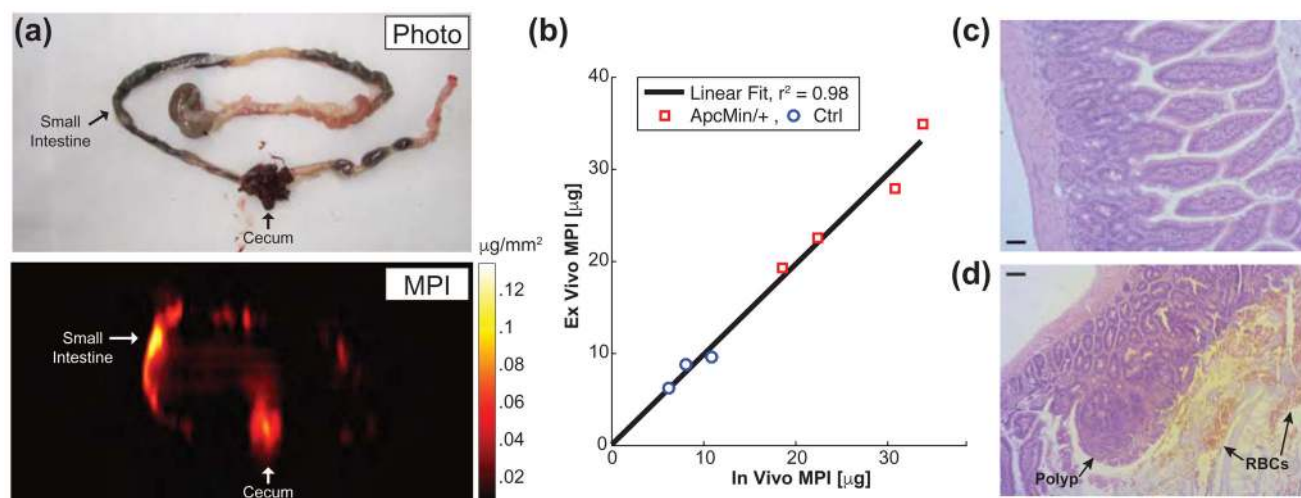 (a)
Photo
Small
Intestine
Cecum
μg/mm²
MPI
Small
Intestine
Cecum
.12
.1
.08
.06
.04
.02
(b)
Linear Fit, r² = 0.98
ApcMin/+ , Ctrl
Ex Vivo MPI [μg]
40
30
20
10
0
0 10 20 30
In Vivo MPI [μg]
(c)
(d)
Polyp
RBCs